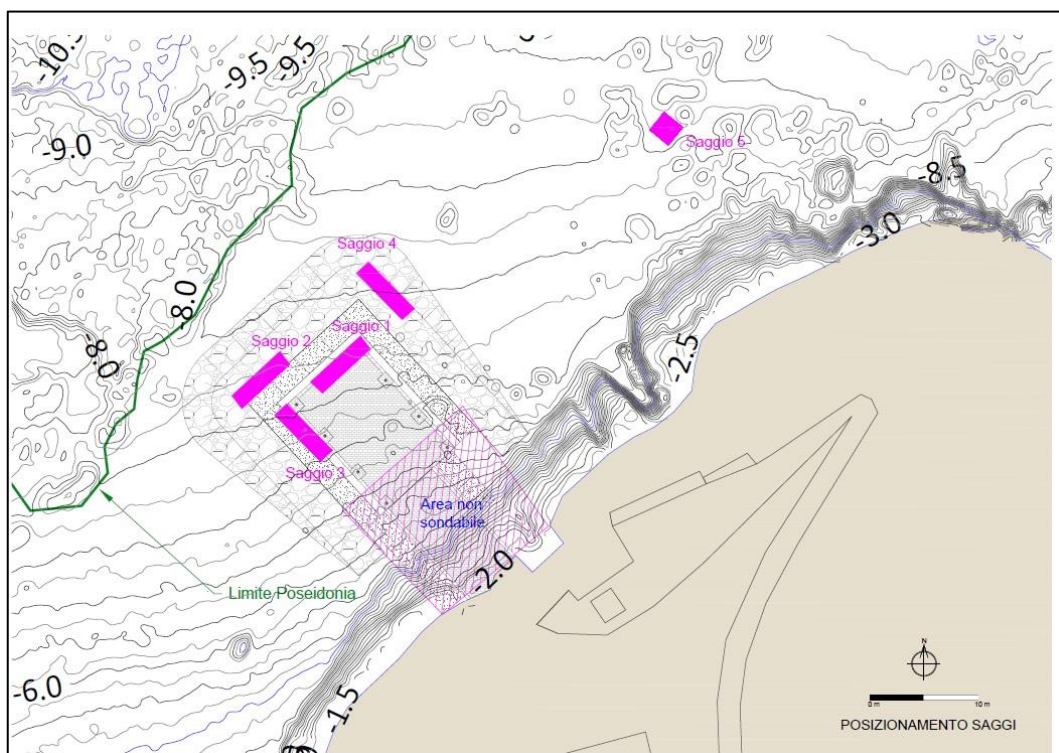 -10.5
-9.5
-9.5
-9.0
Saggio 5
-8.5
-3.0
Saggio 4
-8.0
Saggio 1
-8.0
Saggio 2
-2.5
Saggio 3
Area non
sondabile
-2.0
Limite Poseidonia
-6.0
-1.5
N
0 m
10 m
POSIZIONAMENTO SAGGI